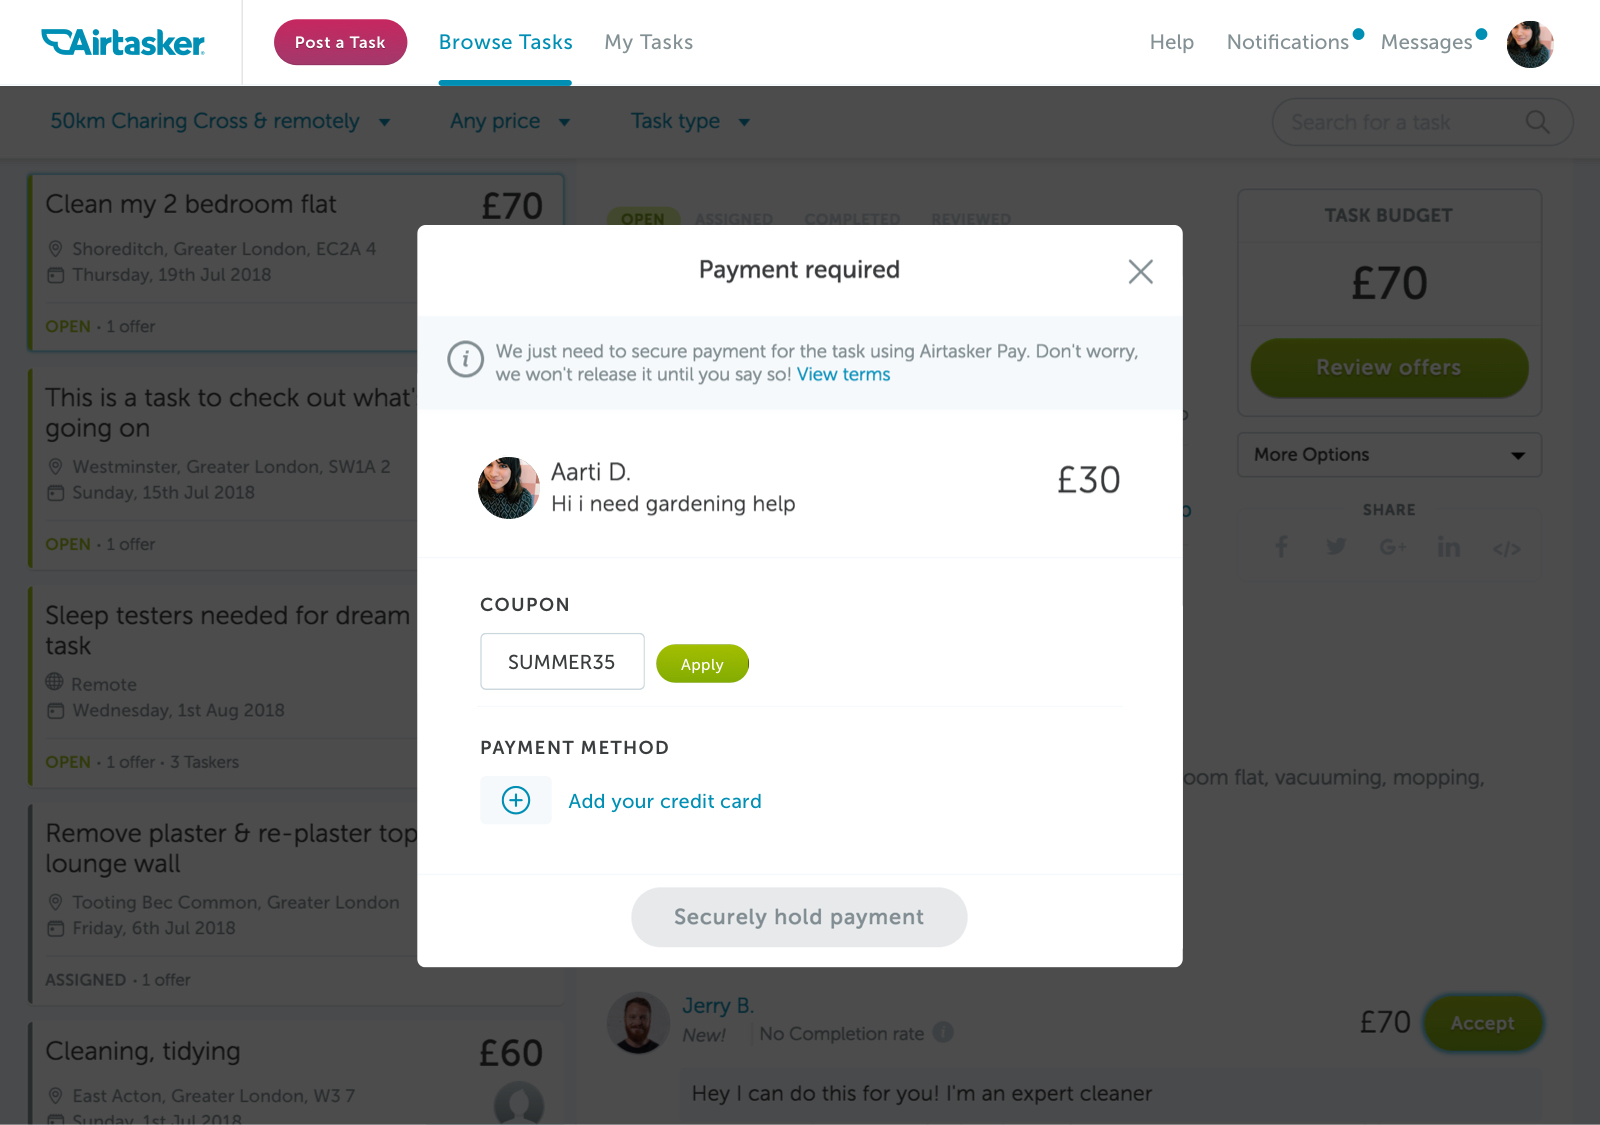 Airtasker
Post a Task
Browse Tasks
My Tasks
Help
Notifications
Messages
50km Charing Cross & remotely
Any price
Task type
Search for a task
Clean my 2 bedroom flat
£70
Shoreditch, Greater London, EC2A 4
Thursday, 19th Jul 2018
OPEN • 1 offer
This is a task to check out what'
going on
Westminster, Greater London, SW1A 2
Sunday, 15th Jul 2018
OPEN • 1 offer
Sleep testers needed for dream
task
Remote
Wednesday, 1st Aug 2018
OPEN • 1 offer • 3 Taskers
Remove plaster & re-plaster top
lounge wall
Tooting Bec Common, Greater London
Friday, 6th Jul 2018
ASSIGNED • 1 offer
Cleaning, tidying
£60
East Acton, Greater London, W3 7
Sunday, 1st Jul 2018
OPEN
ASSIGNED
COMPLETED
REVIEWED
Payment required
We just need to secure payment for the task using Airtasker Pay. Don't worry,
we won't release it until you say so! View terms
Aarti D.
Hi i need gardening help
£30
COUPON
SUMMER35
Apply
PAYMENT METHOD
Add your credit card
Securely hold payment
TASK BUDGET
£70
Review offers
More Options
SHARE
G+
in
</>
oom flat, vacuuming, mopping,
Jerry B.
New!
No Completion rate
£70
Accept
Hey I can do this for you! I'm an expert cleaner